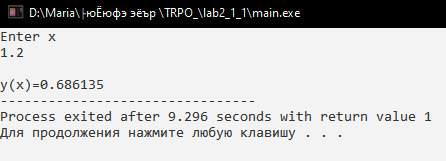 D:\Maria\├юЁюфэ эёър \TRPO_\lab2_1_1\main.exe
Enter x
1.2
y(x)=0.686135
--------------------------------
Process exited after 9.296 seconds with return value 1
Для продолжения нажмите любую клавишу . . .